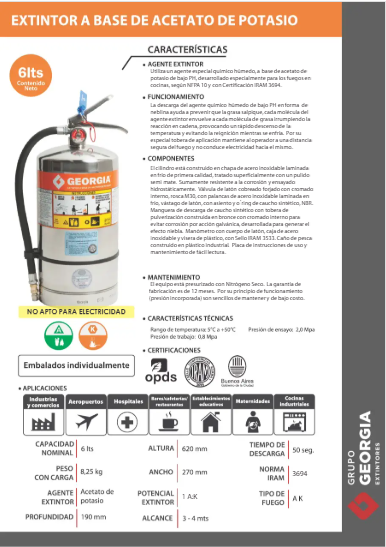 EXTINTOR A BASE DE ACETATO DE POTASIO
6lts
Contenido
Neto
CARACTERÍSTICAS
• AGENTE EXTINTOR
Utiliza un agente especial químico húmedo, a base de acetato de
potasio de bajo PH, desarrollado especialmente para los fuegos en
cocinas, según NFPA 10 y con Certificación IRAM 3694.
• FUNCIONAMIENTO
La descarga del agente químico húmedo de bajo PH en forma de
neblina ayuda a prevenir que la grasa salpique, cada molécula del
agente extintor envuelve a cada molécula de grasa irrumpiendo la
reacción en cadena, provocando un rápido descenso de la
temperatura y evitando la reignición mientras se enfría. Por su
especial tobera de aplicación mantiene al operador a una distancia
segura del fuego y no conduce electricidad hacia el mismo.
• COMPONENTES
El cilindro está construído en chapa de acero inoxidable laminada
en frío de primera calidad, tratado superficialmente con un pulido
semi mate. Sumamente resistente a la corrosión y ensayado
hidrostáticamente. Válvula de latón cobreado forjado con cromado
interno, rosca M30, con palancas de acero inoxidable laminada en
frío, vástago de latón, con asiento y o´ring de caucho sintético, NBR.
Manguera de descarga de caucho sintético con tobera de
pulverización construída en bronce con cromado interno para
evitar corrosión por acción galvánica, desarrollada para generar el
efecto niebla. Manómetro con cuerpo de latón, caja de acero
inoxidable y visera de plástico, con Sello IRAM 3533. Caño de pesca
construído en plástico industrial. Placa de instrucciones de uso y
mantenimiento de fácil lectura.
GEORGIA
NO APTO PARA ELECTRICIDAD
A
K
Embalados individualmente
• MANTENIMIENTO
El equipo está presurizado con Nitrógeno Seco. La garantía de
fabricación es de 12 meses. Por su principio de funcionamiento
(presión incorporada) son sencillos de mantener y de bajo costo.
• CARACTERÍSTICAS TÉCNICAS
Rango de temperatura: 5°C a +50°C Presión de ensayo: 2,0 Mpa
Presión de trabajo: 0,8 Mpa
• CERTIFICACIONES
opds
Buenos Aires
Gobierno de la Ciudad
• APLICACIONES
Industrias
y comercios
Aeropuertos
Hospitales
Bares/cafeterías/
restaurantes
Establecimientos
educativos
Maternidades
Cocinas
industriales
CAPACIDAD
NOMINAL
6 lts
ALTURA
620 mm
TIEMPO DE
DESCARGA
50 seg.
PESO
CON CARGA
8,25 kg
ANCHO
270 mm
NORMA
IRAM
3694
AGENTE
EXTINTOR
Acetato de
potasio
POTENCIAL
EXTINTOR
1 A:K
TIPO DE
FUEGO
A K
PROFUNDIDAD
190 mm
ALCANCE
3 - 4 mts
GRUPO
GEORGIA
EXTINTORES